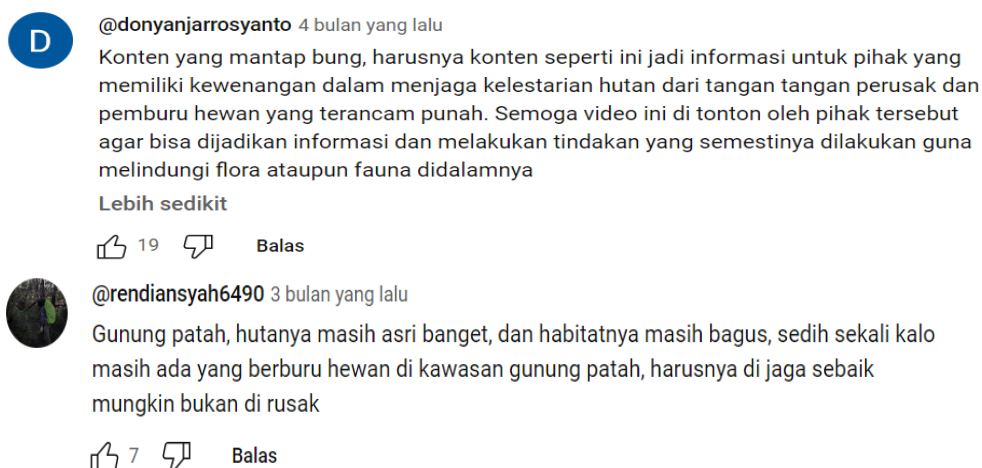 D
@donyanjarrosyanto 4 bulan yang lalu
Konten yang mantap bung, harusnya konten seperti ini jadi informasi untuk pihak yang
memiliki kewenangan dalam menjaga kelestarian hutan dari tangan tangan perusak dan
pemburu hewan yang terancam punah. Semoga video ini di tonton oleh pihak tersebut
agar bisa dijadikan informasi dan melakukan tindakan yang semestinya dilakukan guna
melindungi flora ataupun fauna didalamnya
Lebih sedikit
19 Balas
@rendiansyah6490 3 bulan yang lalu
Gunung patah, hutanya masih asri banget, dan habitatnya masih bagus, sedih sekali kalo
masih ada yang berburu hewan di kawasan gunung patah, harusnya di jaga sebaik
mungkin bukan di rusak
7 Balas